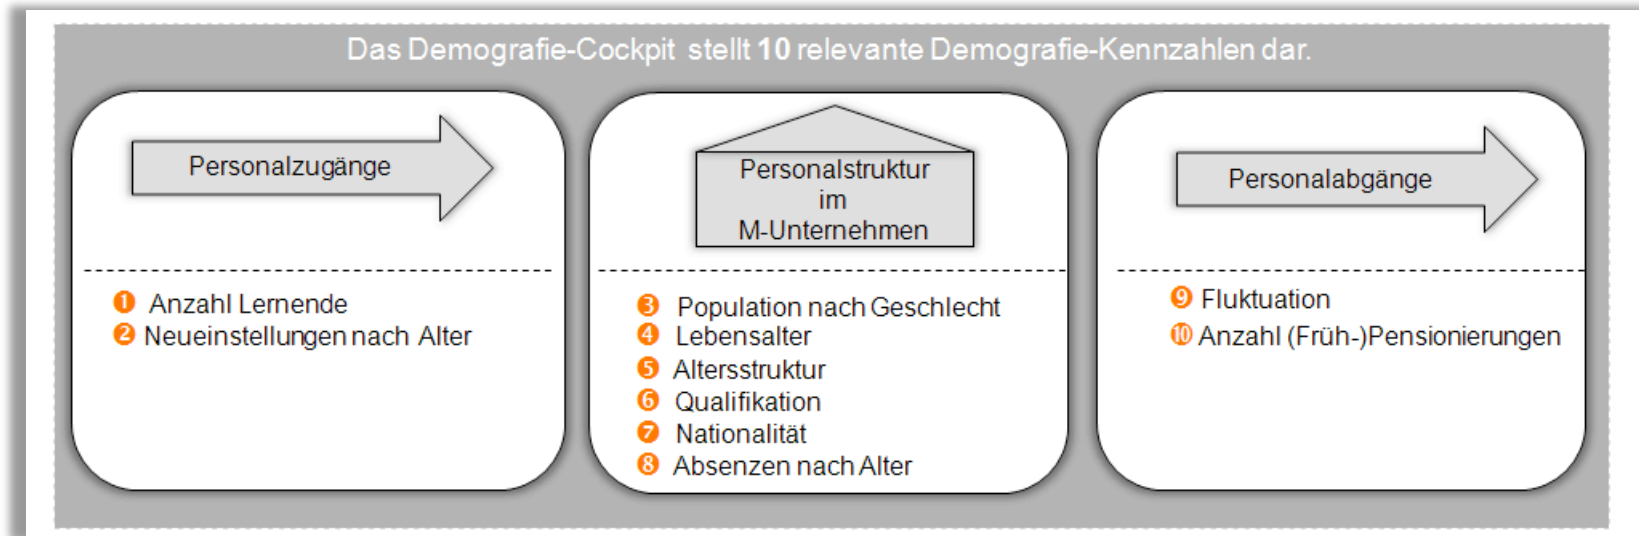 Das Demografie-Cockpit stellt 10 relevante Demografie-Kennzahlen dar.
Personalzugänge
❶ Anzahl Lernende
❷ Neueinstellungen nach Alter
Personalstruktur
im
M-Unternehmen
❸ Population nach Geschlecht
❹ Lebensalter
❺ Altersstruktur
❻ Qualifikation
❼ Nationalität
❽ Absenzen nach Alter
Personalabgänge
❾ Fluktuation
❿ Anzahl (Früh-)Pensionierungen